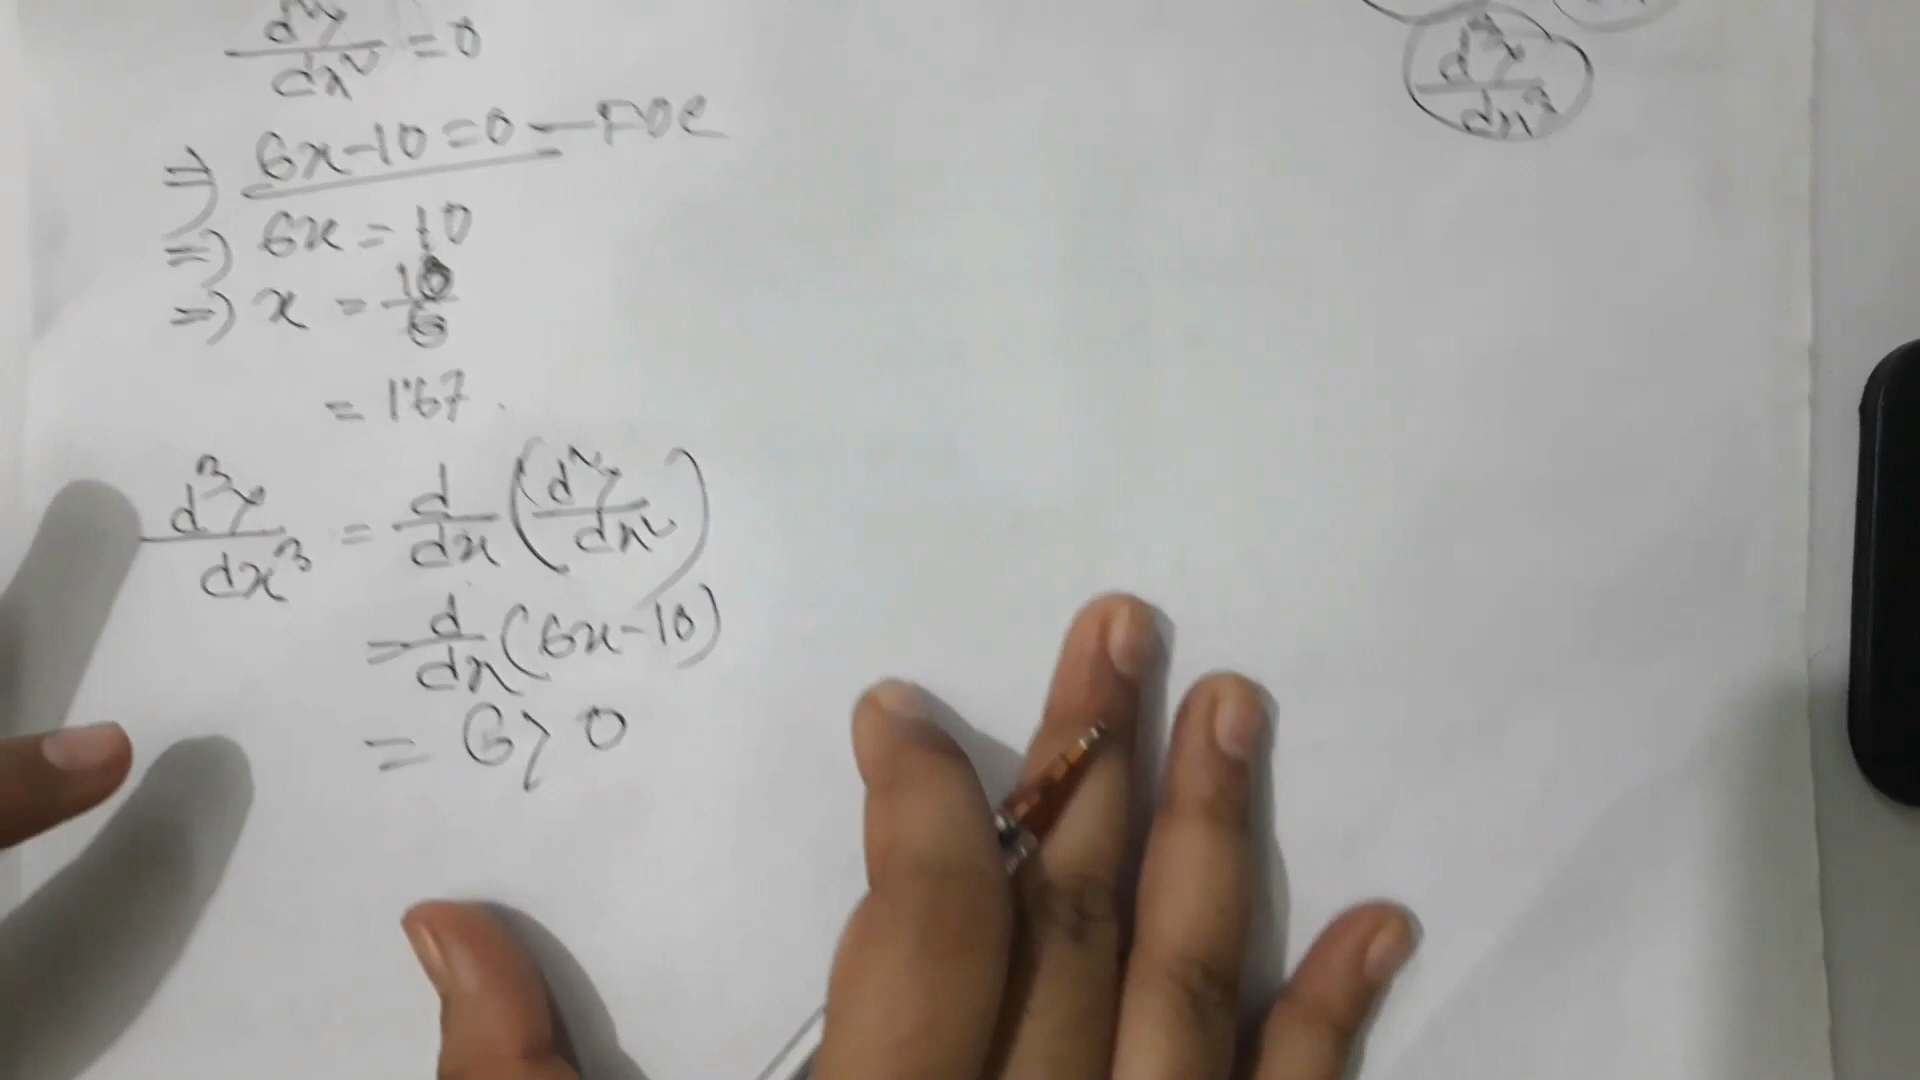 d²y/dx² = 0
⇒ 6x-10=0 — FOC
⇒ 6x = 10
⇒ x = 10/6
= 1.67
d³y/dx³ = d/dx (d²y/dx²)
= d/dx (6x-10)
= 6 > 0
d³y/dx³